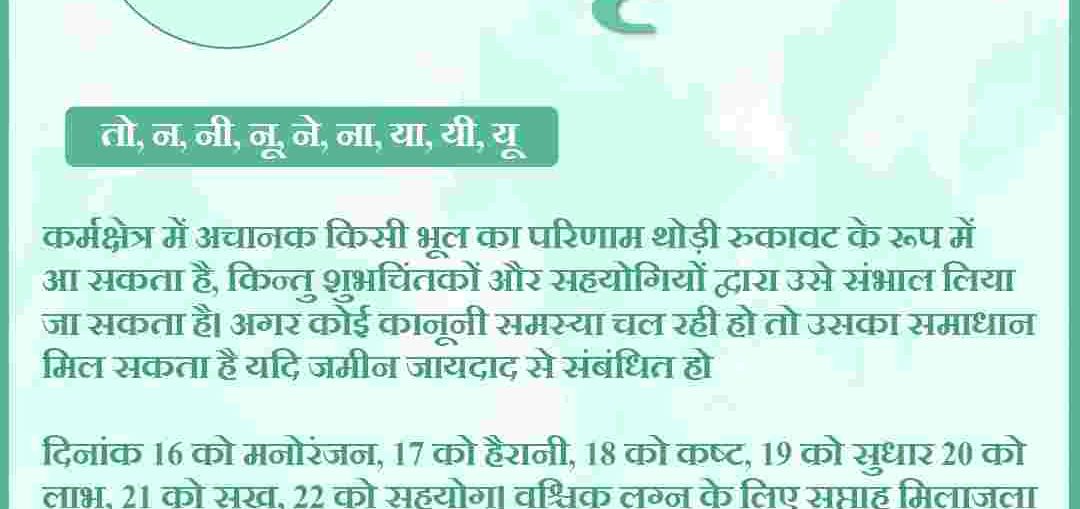 तो, न, नी, नू, ने, ना, या, यी, यू
कर्मक्षेत्र में अचानक किसी भूल का परिणाम थोड़ी रुकावट के रूप में
आ सकता है, किन्तु शुभचिंतकों और सहयोगियों द्वारा उसे संभाल लिया
जा सकता है। अगर कोई कानूनी समस्या चल रही हो तो उसका समाधान
मिल सकता है यदि जमीन जायदाद से संबंधित हो
दिनांक 16 को मनोरंजन, 17 को हैरानी, 18 को कष्ट, 19 को सुधार 20 को
लाभ, 21 को सुख, 22 को सहयोग। वृश्चिक लग्न के लिए सप्ताह मिलाजुला